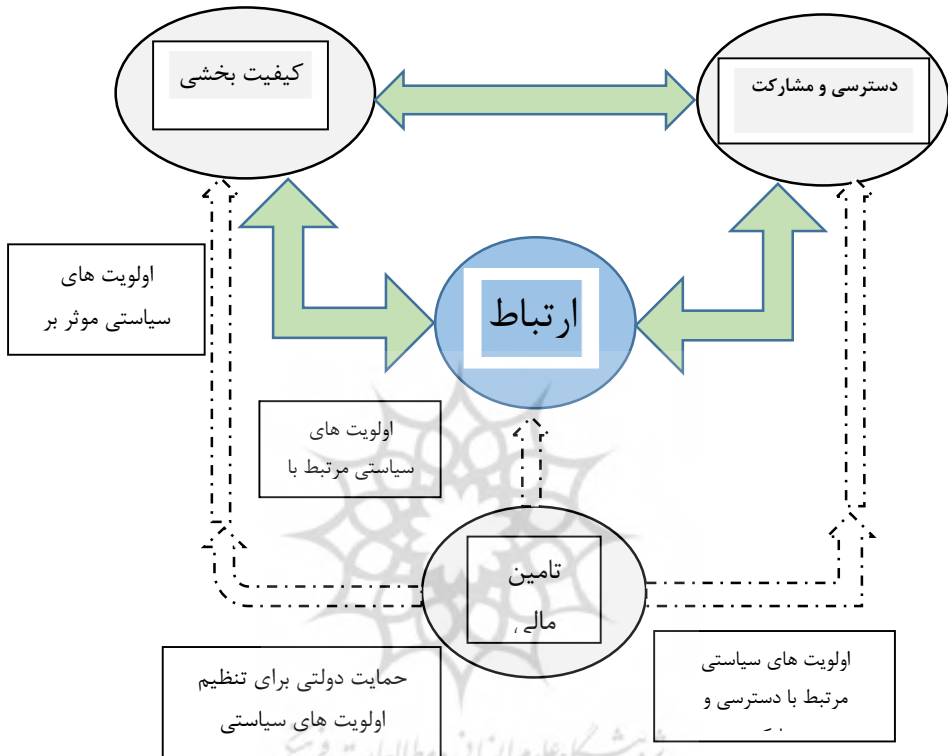 کیفیت بخشی
دسترسی و مشارکت
اولویت های
سیاستی موثر بر
ارتباط
اولویت های
سیاستی مرتبط با
تامین
مالی
حمایت دولتی برای تنظیم
اولویت های سیاستی
اولویت های سیاستی
مرتبط با دسترسی و